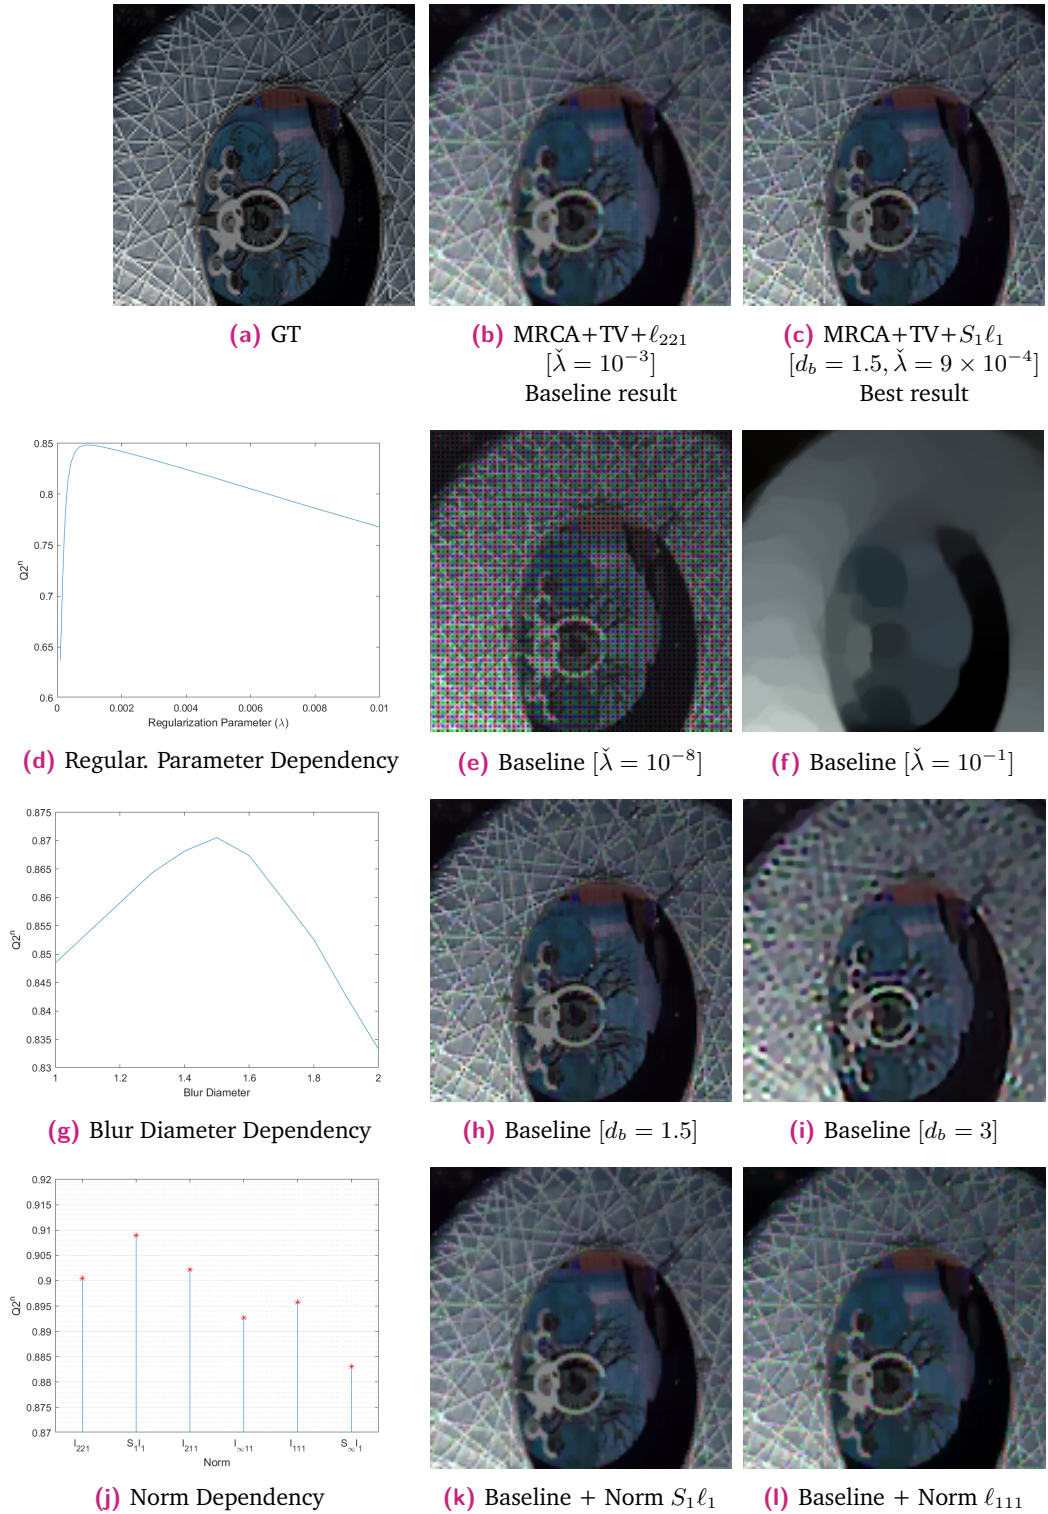 (a) GT
(b) MRCA+TV+ℓ₂₂₁
[λ̌ = 10⁻³]
Baseline result
(c) MRCA+TV+S₁ℓ₁
[d_b = 1.5, λ̌ = 9 × 10⁻⁴]
Best result
0.85
0.8
0.75
0.7
0.65
0.6
Q2ⁿ
0 0.002 0.004 0.006 0.008 0.01
Regularization Parameter (λ)
(d) Regular. Parameter Dependency
(e) Baseline [λ̌ = 10⁻⁸]
(f) Baseline [λ̌ = 10⁻¹]
0.875
0.87
0.865
0.86
0.855
0.85
0.845
0.84
0.835
0.83
Q2ⁿ
1 1.2 1.4 1.6 1.8 2
Blur Diameter
(g) Blur Diameter Dependency
(h) Baseline [d_b = 1.5]
(i) Baseline [d_b = 3]
0.92
0.915
0.91
0.905
0.9
0.895
0.89
0.885
0.88
0.875
0.87
Q2ⁿ
l₂₂₁ S₁l₁ l₂₁₁ l_∞₁₁ l₁₁₁ S_∞l₁
Norm
(j) Norm Dependency
(k) Baseline + Norm S₁ℓ₁
(l) Baseline + Norm ℓ₁₁₁